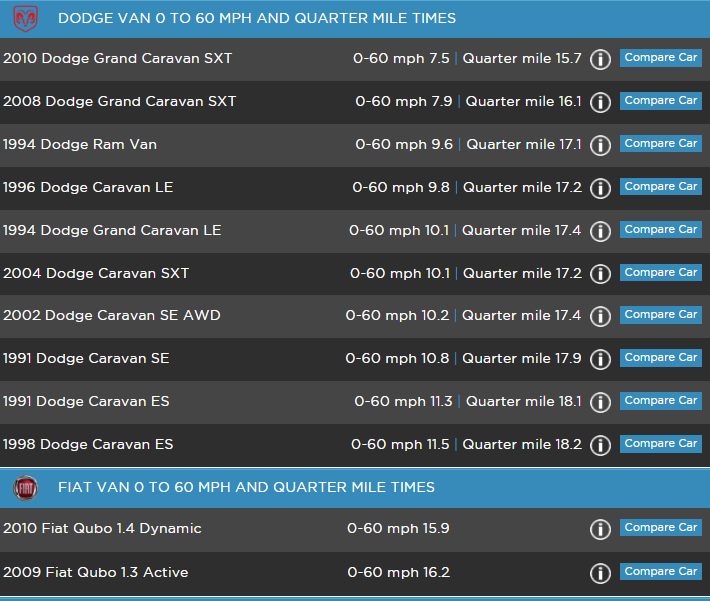 DODGE VAN 0 TO 60 MPH AND QUARTER MILE TIMES
2010 Dodge Grand Caravan SXT 0-60 mph 7.5 | Quarter mile 15.7 i Compare Car
2008 Dodge Grand Caravan SXT 0-60 mph 7.9 | Quarter mile 16.1 i Compare Car
1994 Dodge Ram Van 0-60 mph 9.6 | Quarter mile 17.1 i Compare Car
1996 Dodge Caravan LE 0-60 mph 9.8 | Quarter mile 17.2 i Compare Car
1994 Dodge Grand Caravan LE 0-60 mph 10.1 | Quarter mile 17.4 i Compare Car
2004 Dodge Caravan SXT 0-60 mph 10.1 | Quarter mile 17.2 i Compare Car
2002 Dodge Caravan SE AWD 0-60 mph 10.2 | Quarter mile 17.4 i Compare Car
1991 Dodge Caravan SE 0-60 mph 10.8 | Quarter mile 17.9 i Compare Car
1991 Dodge Caravan ES 0-60 mph 11.3 | Quarter mile 18.1 i Compare Car
1998 Dodge Caravan ES 0-60 mph 11.5 | Quarter mile 18.2 i Compare Car
FIAT FIAT VAN 0 TO 60 MPH AND QUARTER MILE TIMES
2010 Fiat Qubo 1.4 Dynamic 0-60 mph 15.9 i Compare Car
2009 Fiat Qubo 1.3 Active 0-60 mph 16.2 i Compare Car